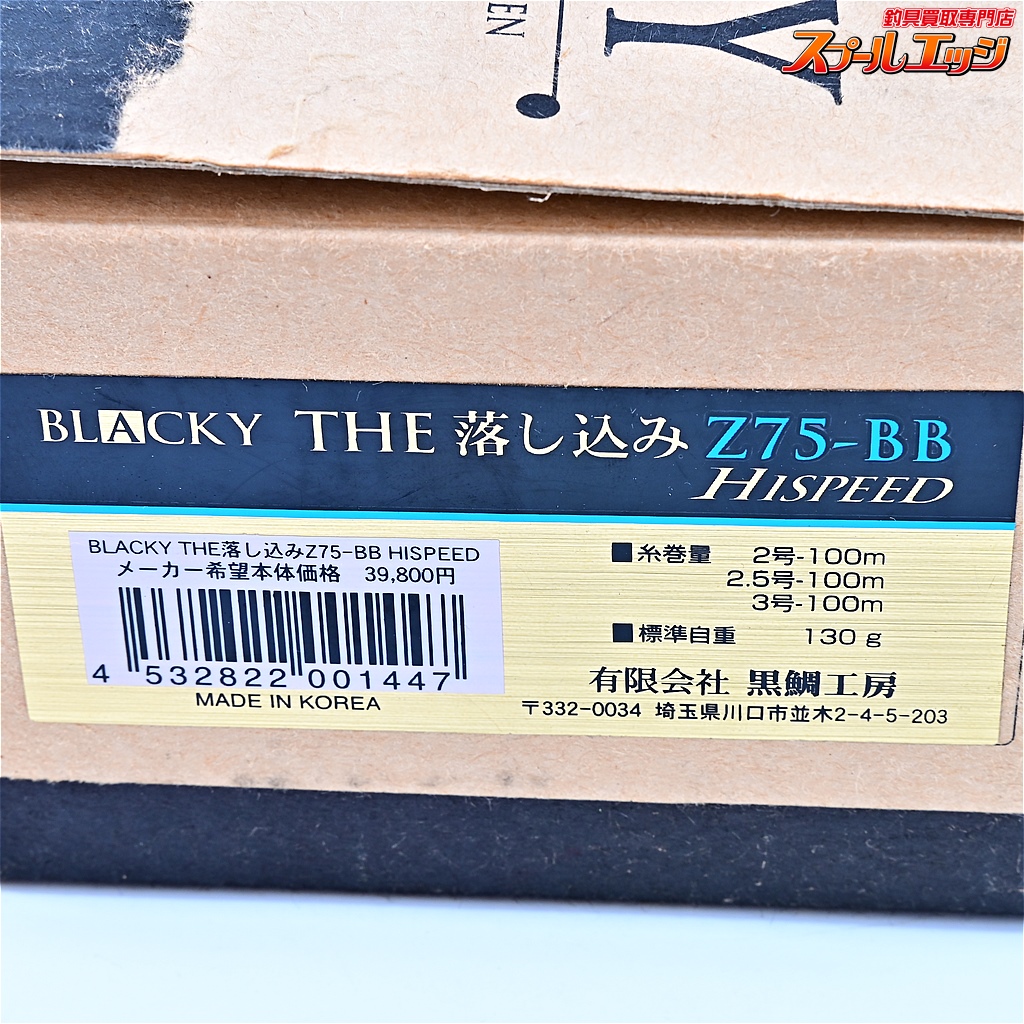 釣具買取専門店
スプールエッジ
EN
Y
BLACKY THE 落し込み Z75-BB
HISPEED
BLACKY THE落し込みZ75-BB HISPEED
メーカー希望本体価格 39,800円
4 532822 001447
MADE IN KOREA
■糸巻量 2号-100m
2.5号-100m
3号-100m
■標準自重 130g
有限会社 黒鯛工房
〒332-0034 埼玉県川口市並木2-4-5-203